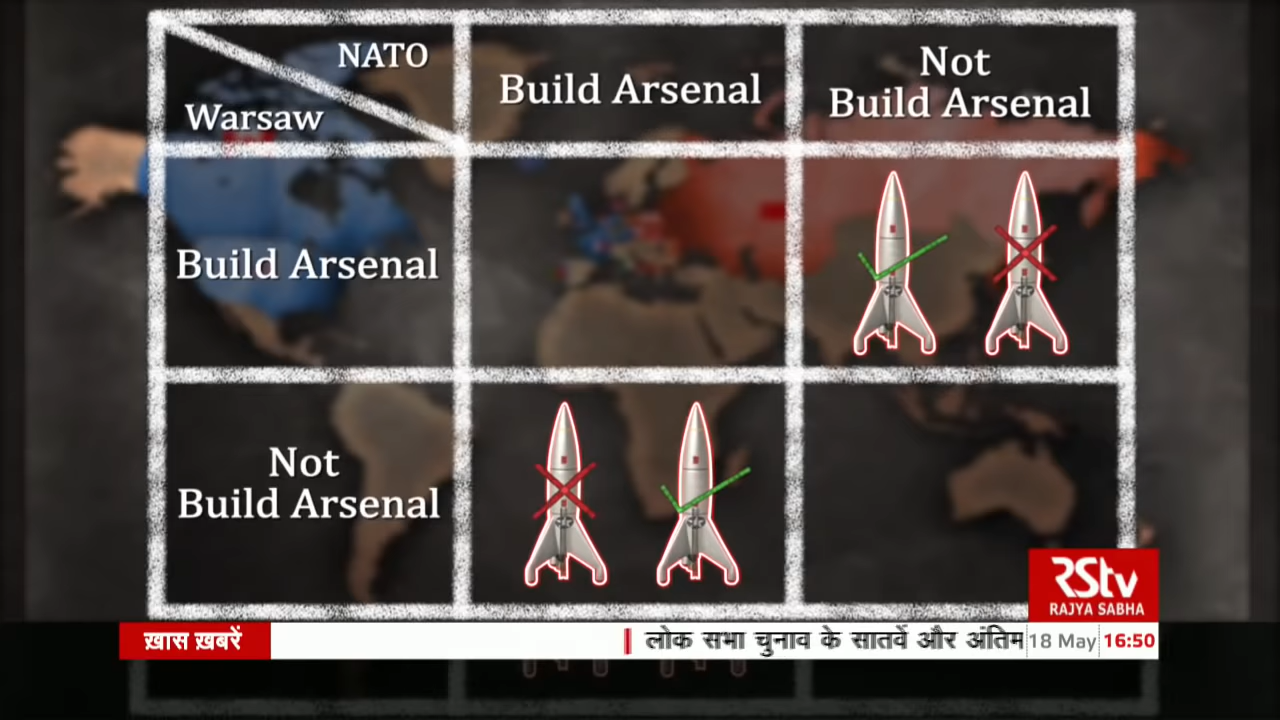 NATO
Warsaw
Build Arsenal
Not
Build Arsenal
Build Arsenal
Not
Build Arsenal
RStv
RAJYA SABHA
ख़ास ख़बरें
लोक सभा चुनाव के सातवें और अंतिम
18 May
16:50